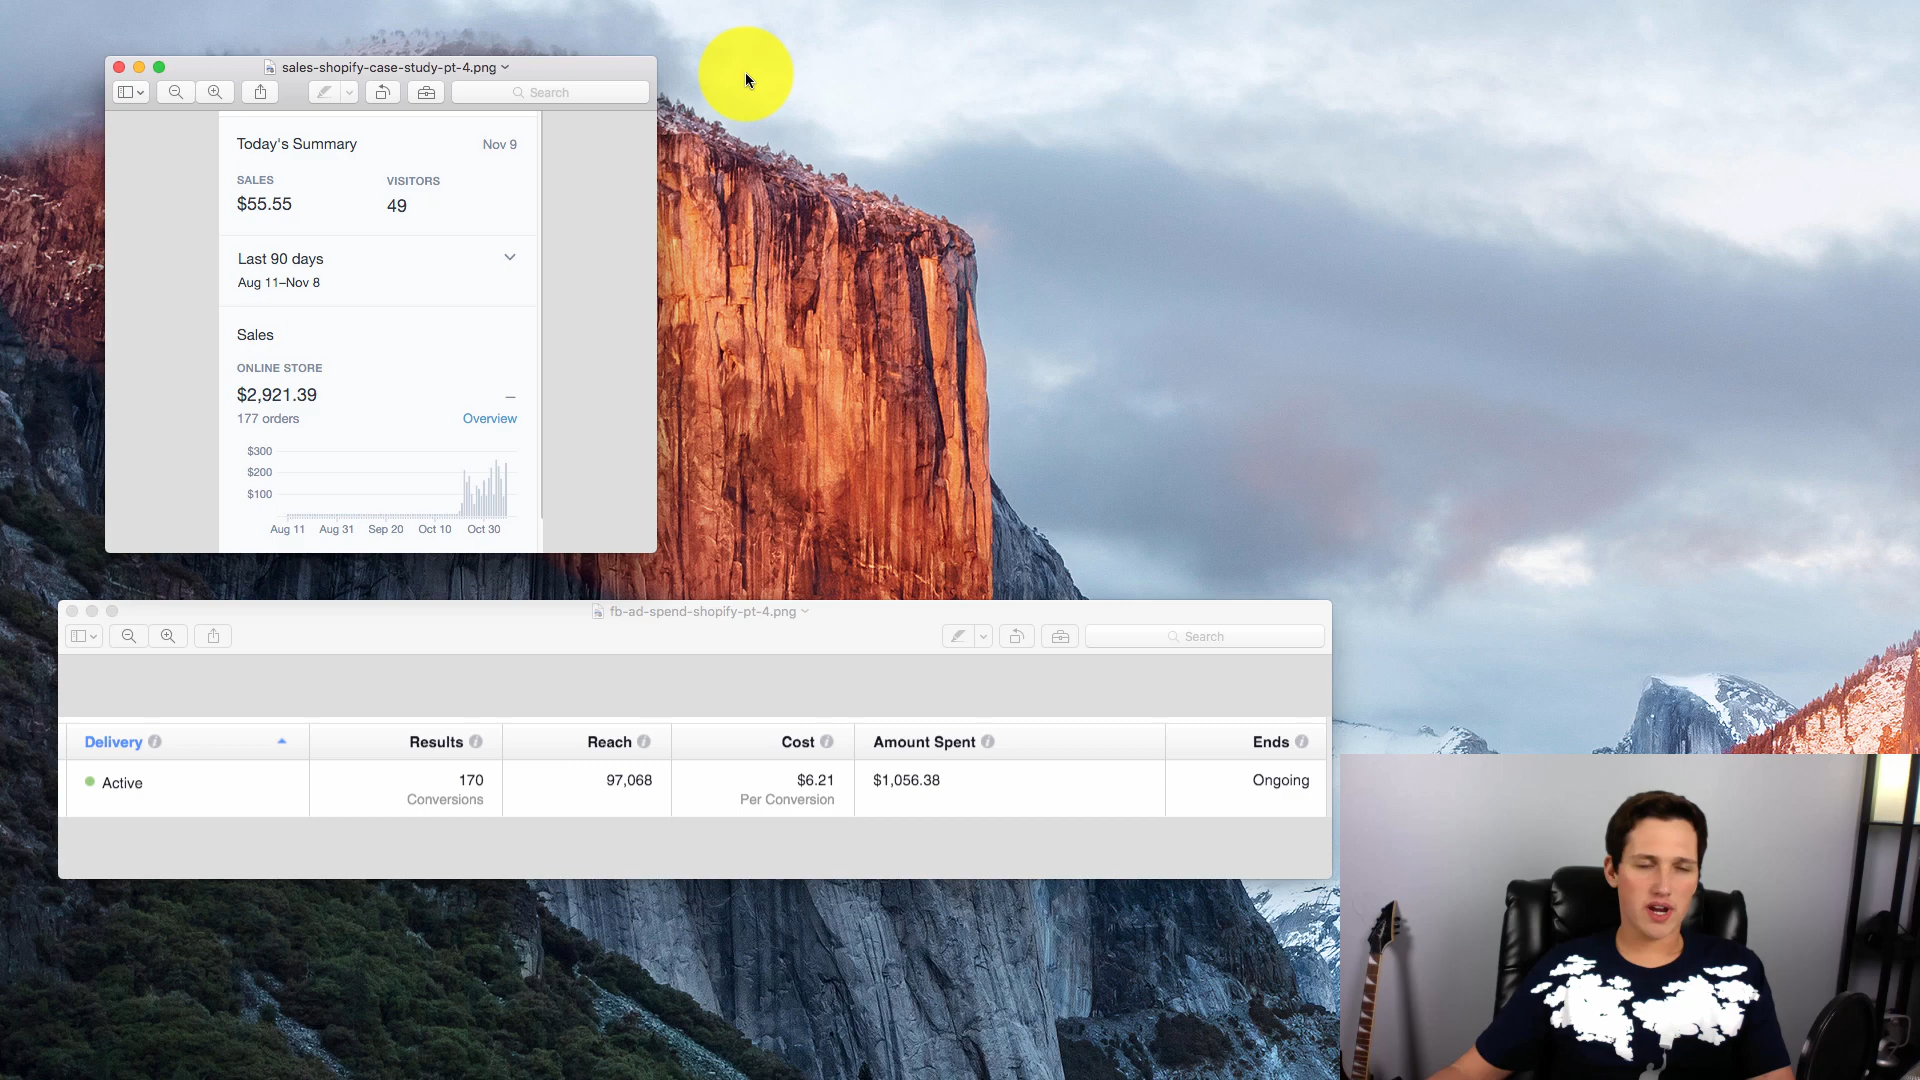 sales-shopify-case-study-pt-4.png
Search
Today's Summary Nov 9
SALES VISITORS
$55.55 49
Last 90 days
Aug 11–Nov 8
Sales
ONLINE STORE
$2,921.39 –
177 orders Overview
$300
$200
$100
Aug 11 Aug 31 Sep 20 Oct 10 Oct 30
fb-ad-spend-shopify-pt-4.png
Search
Delivery Results Reach Cost Amount Spent Ends
Active 170 97,068 $6.21 $1,056.38 Ongoing
Conversions Per Conversion